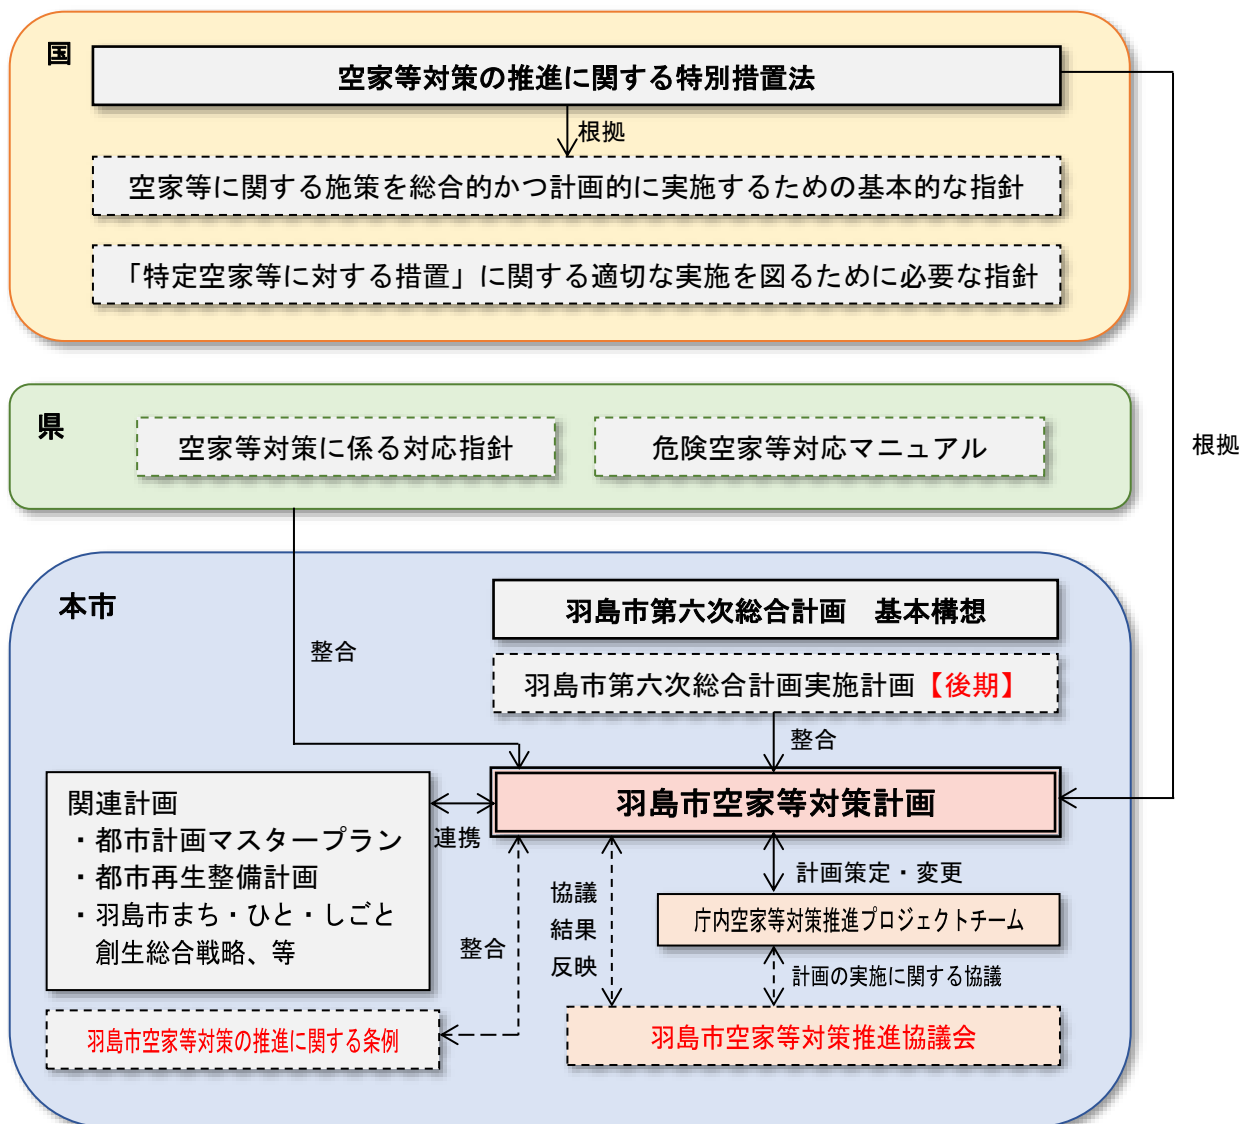 国
空家等対策の推進に関する特別措置法
根拠
空家等に関する施策を総合的かつ計画的に実施するための基本的な指針
「特定空家等に対する措置」に関する適切な実施を図るために必要な指針
県
空家等対策に係る対応指針
危険空家等対応マニュアル
根拠
本市
羽島市第六次総合計画　基本構想
整合
羽島市第六次総合計画実施計画【後期】
整合
羽島市空家等対策計画
関連計画
・都市計画マスタープラン
・都市再生整備計画
・羽島市まち・ひと・しごと
創生総合戦略、等
連携
計画策定・変更
協議
結果
反映
庁内空家等対策推進プロジェクトチーム
整合
計画の実施に関する協議
羽島市空家等対策の推進に関する条例
羽島市空家等対策推進協議会